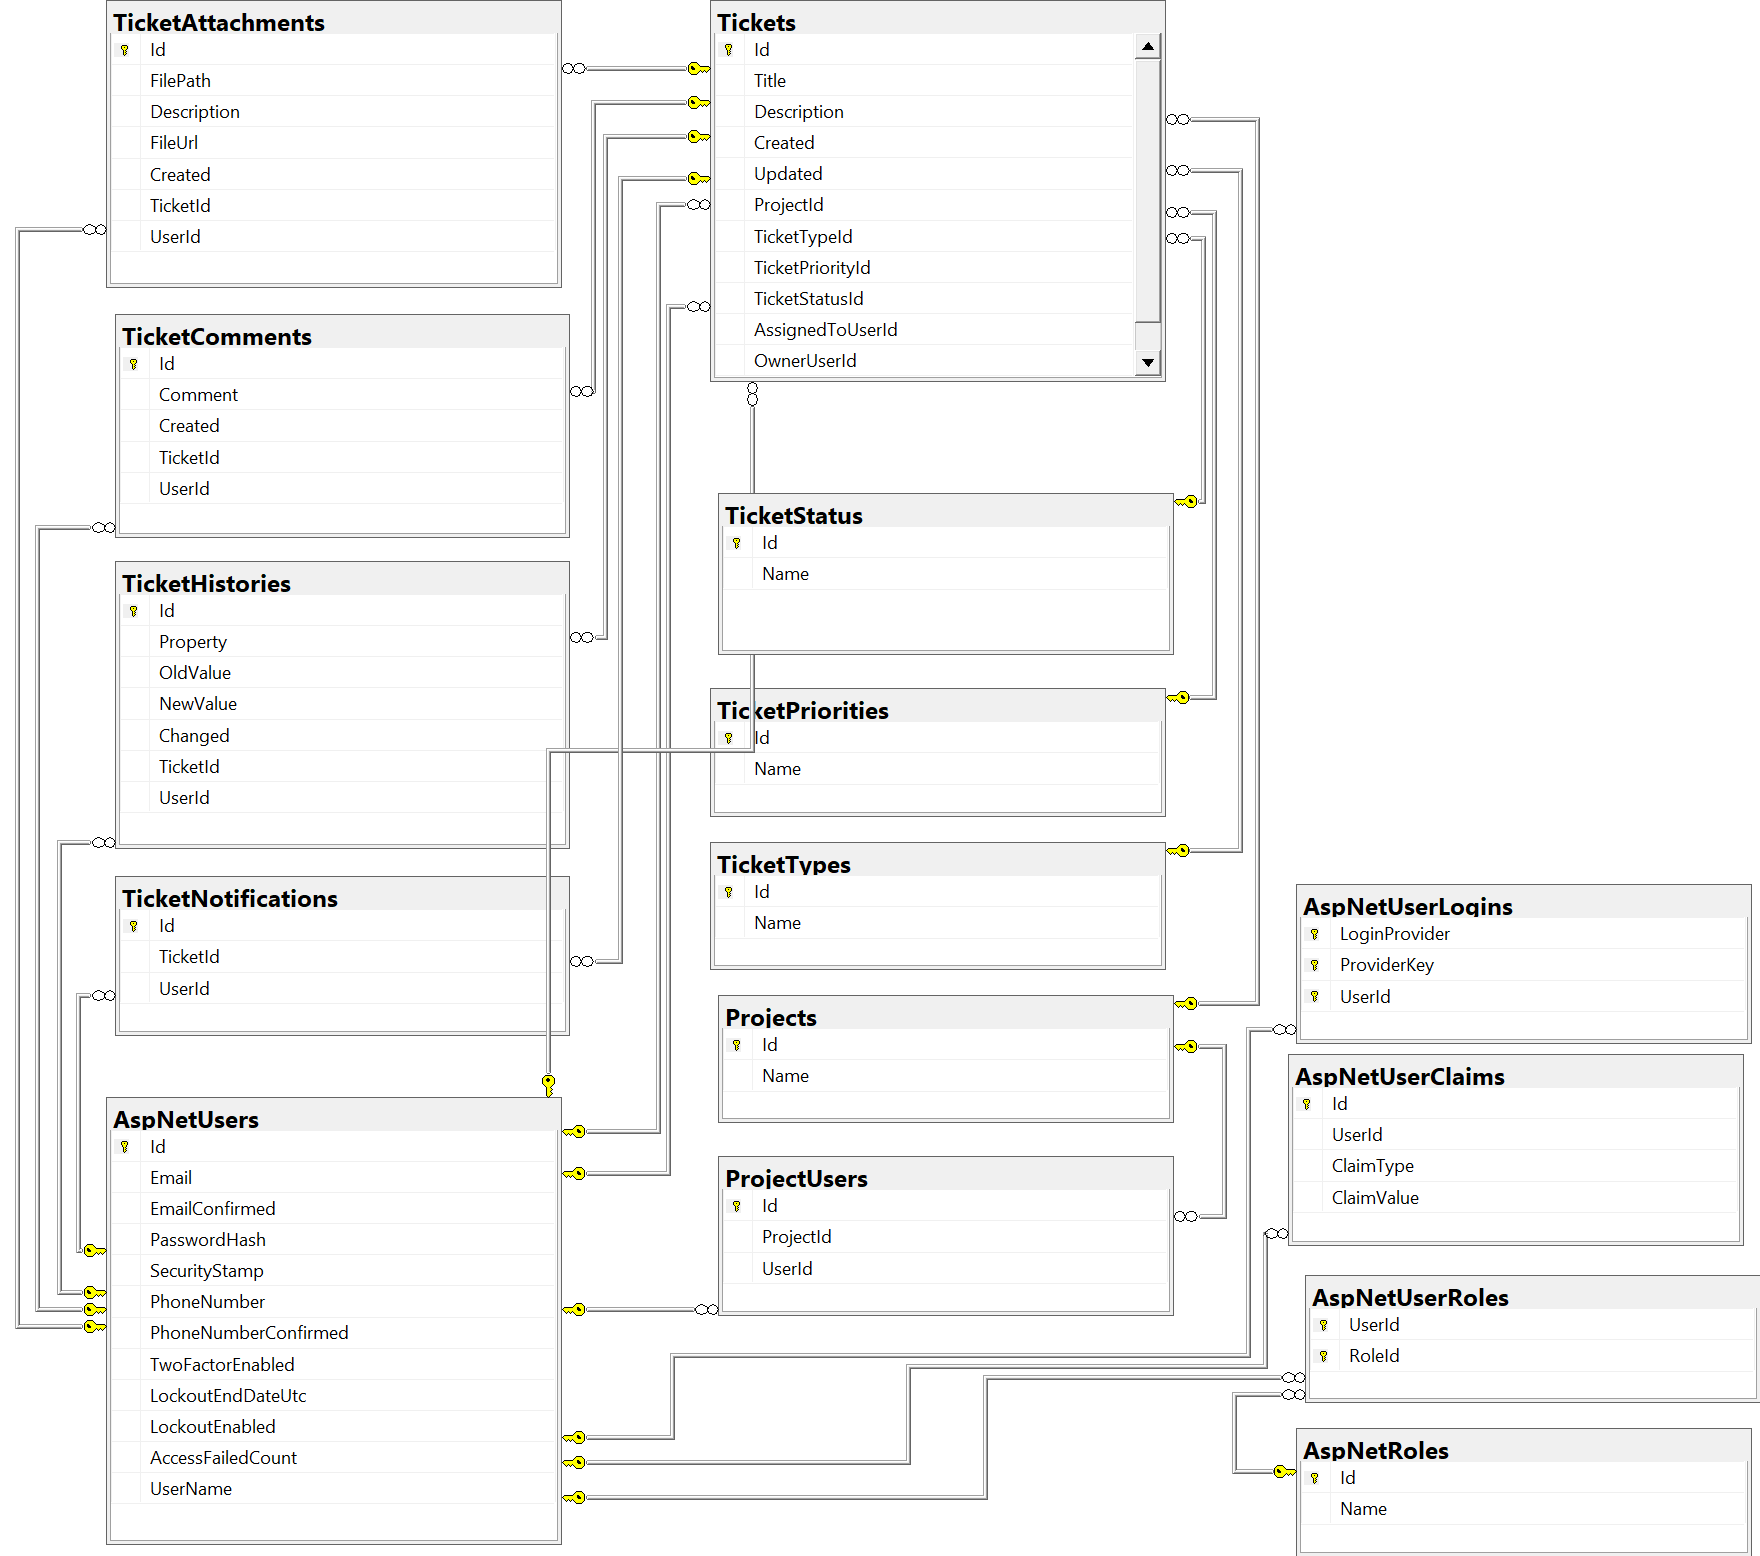 TicketAttachments
Id
FilePath
Description
FileUrl
Created
TicketId
UserId
TicketComments
Id
Comment
Created
TicketId
UserId
TicketHistories
Id
Property
OldValue
NewValue
Changed
TicketId
UserId
TicketNotifications
Id
TicketId
UserId
AspNetUsers
Id
Email
EmailConfirmed
PasswordHash
SecurityStamp
PhoneNumber
PhoneNumberConfirmed
TwoFactorEnabled
LockoutEndDateUtc
LockoutEnabled
AccessFailedCount
UserName
Tickets
Id
Title
Description
Created
Updated
ProjectId
TicketTypeId
TicketPriorityId
TicketStatusId
AssignedToUserId
OwnerUserId
TicketStatus
Id
Name
TicketPriorities
Id
Name
TicketTypes
Id
Name
Projects
Id
Name
ProjectUsers
Id
ProjectId
UserId
AspNetUserLogins
LoginProvider
ProviderKey
UserId
AspNetUserClaims
Id
UserId
ClaimType
ClaimValue
AspNetUserRoles
UserId
RoleId
AspNetRoles
Id
Name